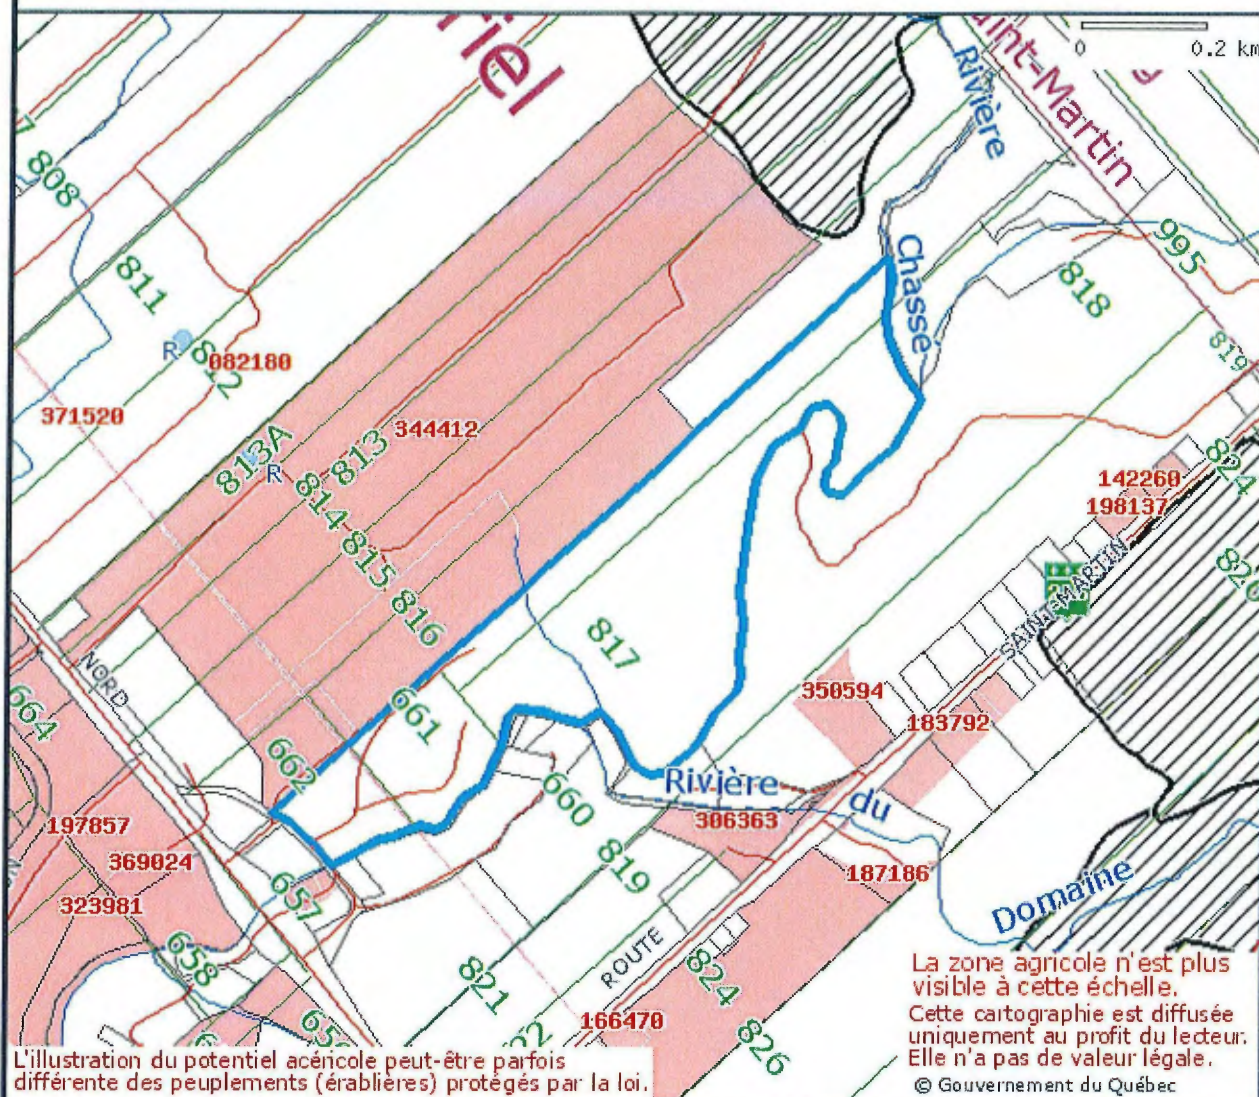 riel
aint-Martin
0 0.2 km
Rivière
Chasse
808
811
R
812
082180
371520
995
818
819
344412
813A
R
813
814
815
816
824
142260
198137
SAINT-MARTIN
817
NORD
664
661
662
350594
183792
Rivière
du
Domaine
660
306363
197857
369024
323981
819
187186
657
658
821
ROUTE
824
826
166470
La zone agricole n'est plus
visible à cette échelle.
Cette cartographie est diffusée
uniquement au profit du lecteur.
Elle n'a pas de valeur légale.
© Gouvernement du Québec
L'illustration du potentiel acéricole peut-être parfois
différente des peuplements (érablières) protégés par la loi.